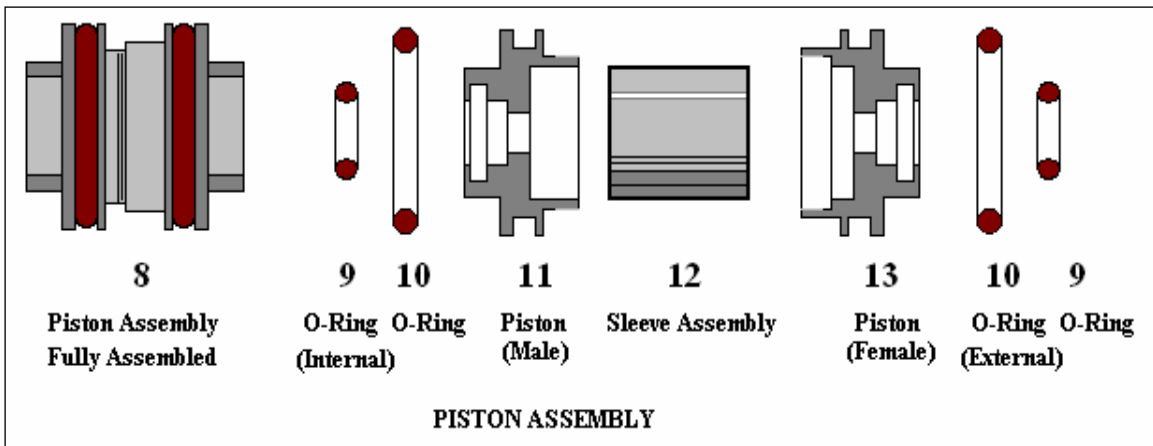 8 9 10 11 12 13 10 9
Piston Assembly O-Ring O-Ring Piston Sleeve Assembly Piston O-Ring O-Ring
Fully Assembled (Internal) (Male) (Female) (External)
PISTON ASSEMBLY